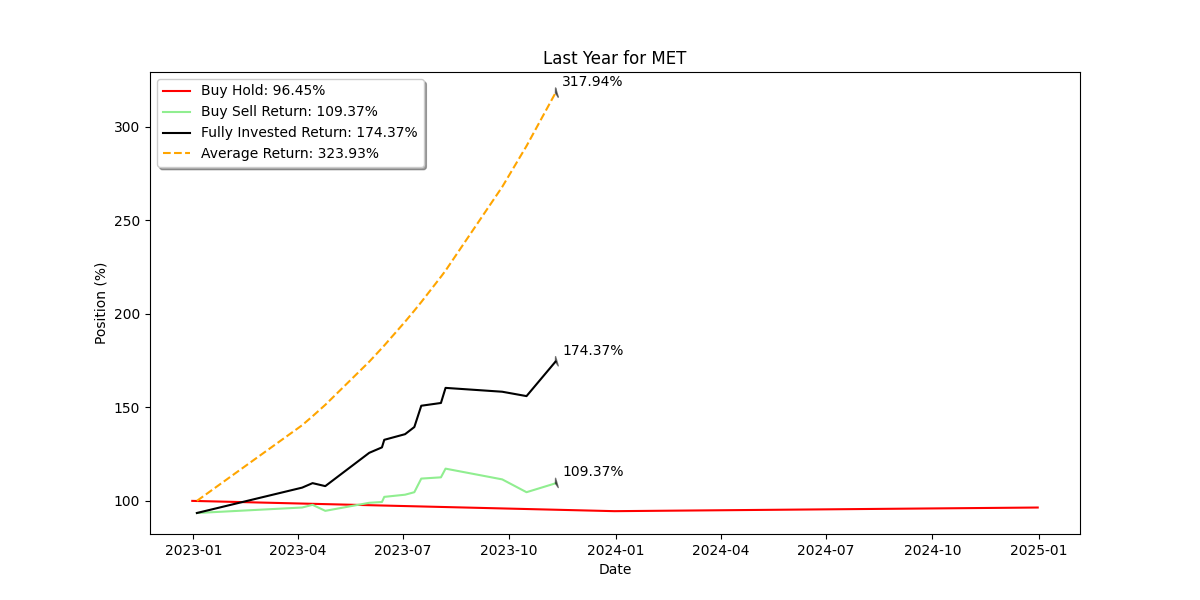 Last Year for MET
Buy Hold: 96.45%
Buy Sell Return: 109.37%
Fully Invested Return: 174.37%
Average Return: 323.93%
317.94%
174.37%
109.37%
Position (%)
300
250
200
150
100
2023-01 2023-04 2023-07 2023-10 2024-01 2024-04 2024-07 2024-10 2025-01
Date